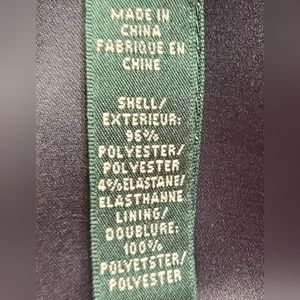 MADE IN
CHINA
FABRIQUE EN
CHINE
SHELL/
EXTERIEUR:
96%
POLYESTER/
POLYESTER
4%ELASTANE/
ELASTHANNE
LINING/
DOUBLURE:
100%
POLYETSTER/
POLYESTER